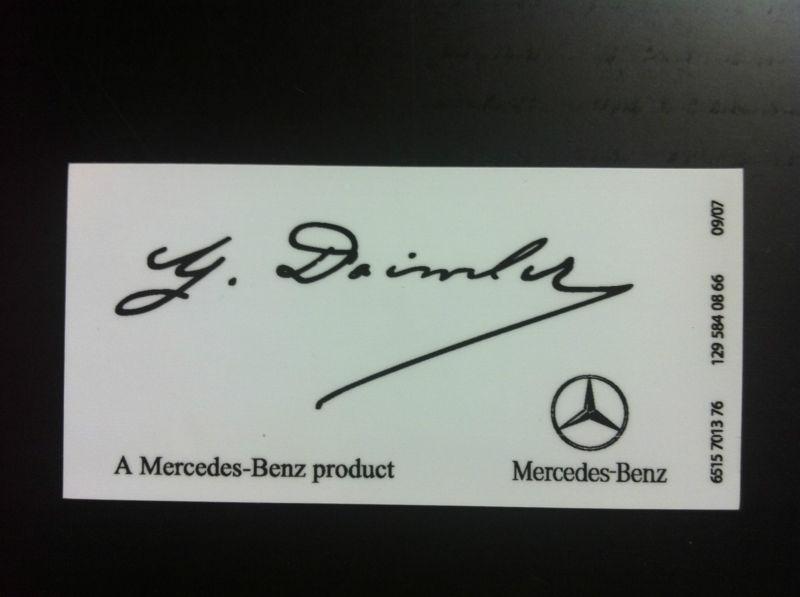 G. Daimler
A Mercedes-Benz product
Mercedes-Benz
6515 7013 76 129 584 08 66 09/07